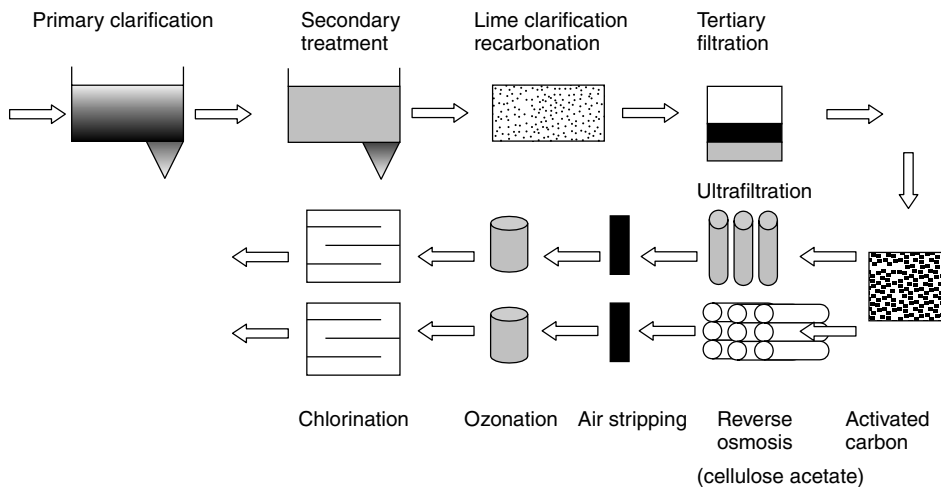 Primary clarification
Secondary
treatment
Lime clarification
recarbonation
Tertiary
filtration
Ultrafiltration
Chlorination
Ozonation
Air stripping
Reverse
osmosis
(cellulose acetate)
Activated
carbon